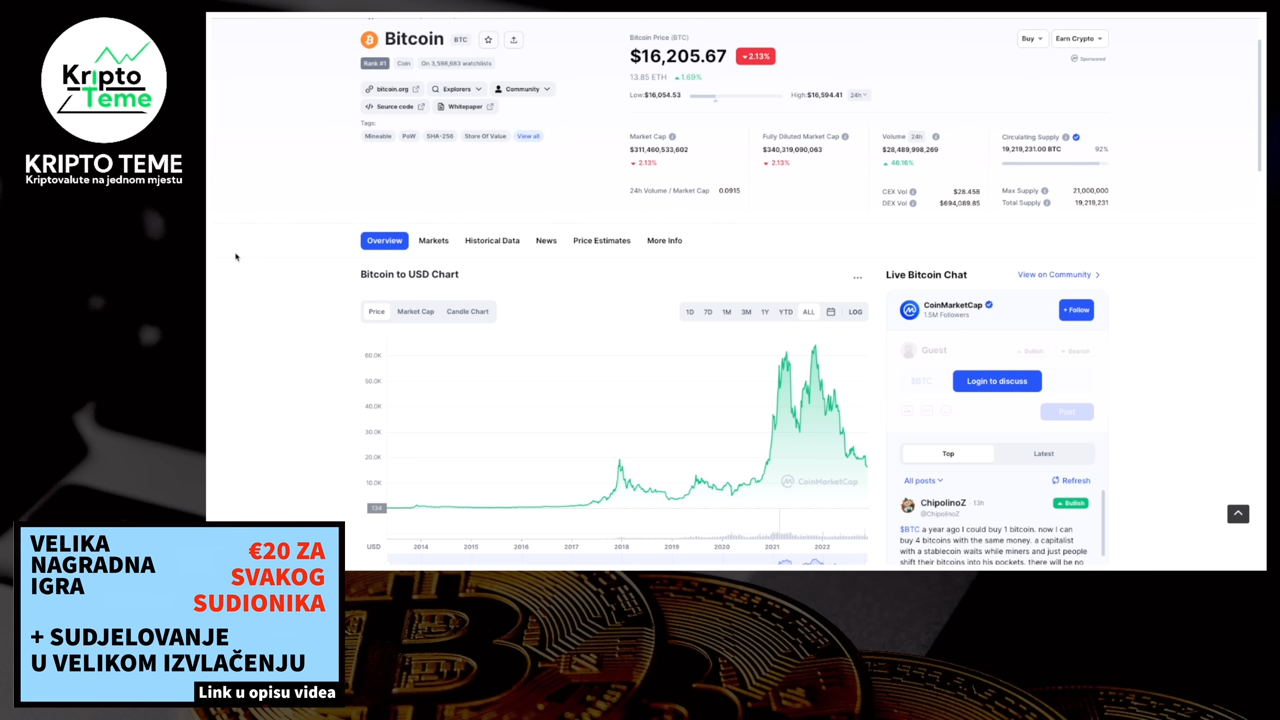 Kripto
Teme
KRIPTO TEME
Kriptovalute na jednom mjestu
Bitcoin BTC
Rank #1 Coin On 3,598,683 watchlists
bitcoin.org Explorers Community
Source code Whitepaper
Tags:
Mineable PoW SHA-256 Store Of Value View all
Bitcoin Price (BTC)
$16,205.67 2.13%
13.85 ETH 1.69%
Low:$16,054.53 High:$16,594.41 24h
Buy Earn Crypto
Sponsored
Market Cap
$311,460,533,602
2.13%
Fully Diluted Market Cap
$340,319,090,063
2.13%
Volume 24h
$28,489,998,269
46.16%
Circulating Supply
19,219,231.00 BTC 92%
24h Volume / Market Cap 0.0915
CEX Vol $28.45B
DEX Vol $694,089.85
Max Supply 21,000,000
Total Supply 19,219,231
Overview Markets Historical Data News Price Estimates More Info
Bitcoin to USD Chart
...
Price Market Cap Candle Chart
1D 7D 1M 3M 1Y YTD ALL LOG
60.0K
50.0K
40.0K
30.0K
20.0K
10.0K
134
CoinMarketCap
USD 2014 2015 2016 2017 2018 2019 2020 2021 2022
Live Bitcoin Chat View on Community
CoinMarketCap
1.5M Followers
+ Follow
Guest Bullish Bearish
$BTC
Login to discuss
Post
Top Latest
All posts Refresh
ChipolinoZ · 13h Bullish
@ChipolinoZ
$BTC a year ago I could buy 1 bitcoin. now I can
buy 4 bitcoins with the same money. a capitalist
with a stablecoin waits while miners and just people
shift their bitcoins into his pockets. there will be no
VELIKA
NAGRADNA
IGRA
€20 ZA
SVAKOG
SUDIONIKA
+ SUDJELOVANJE
U VELIKOM IZVLAČENJU
Link u opisu videa